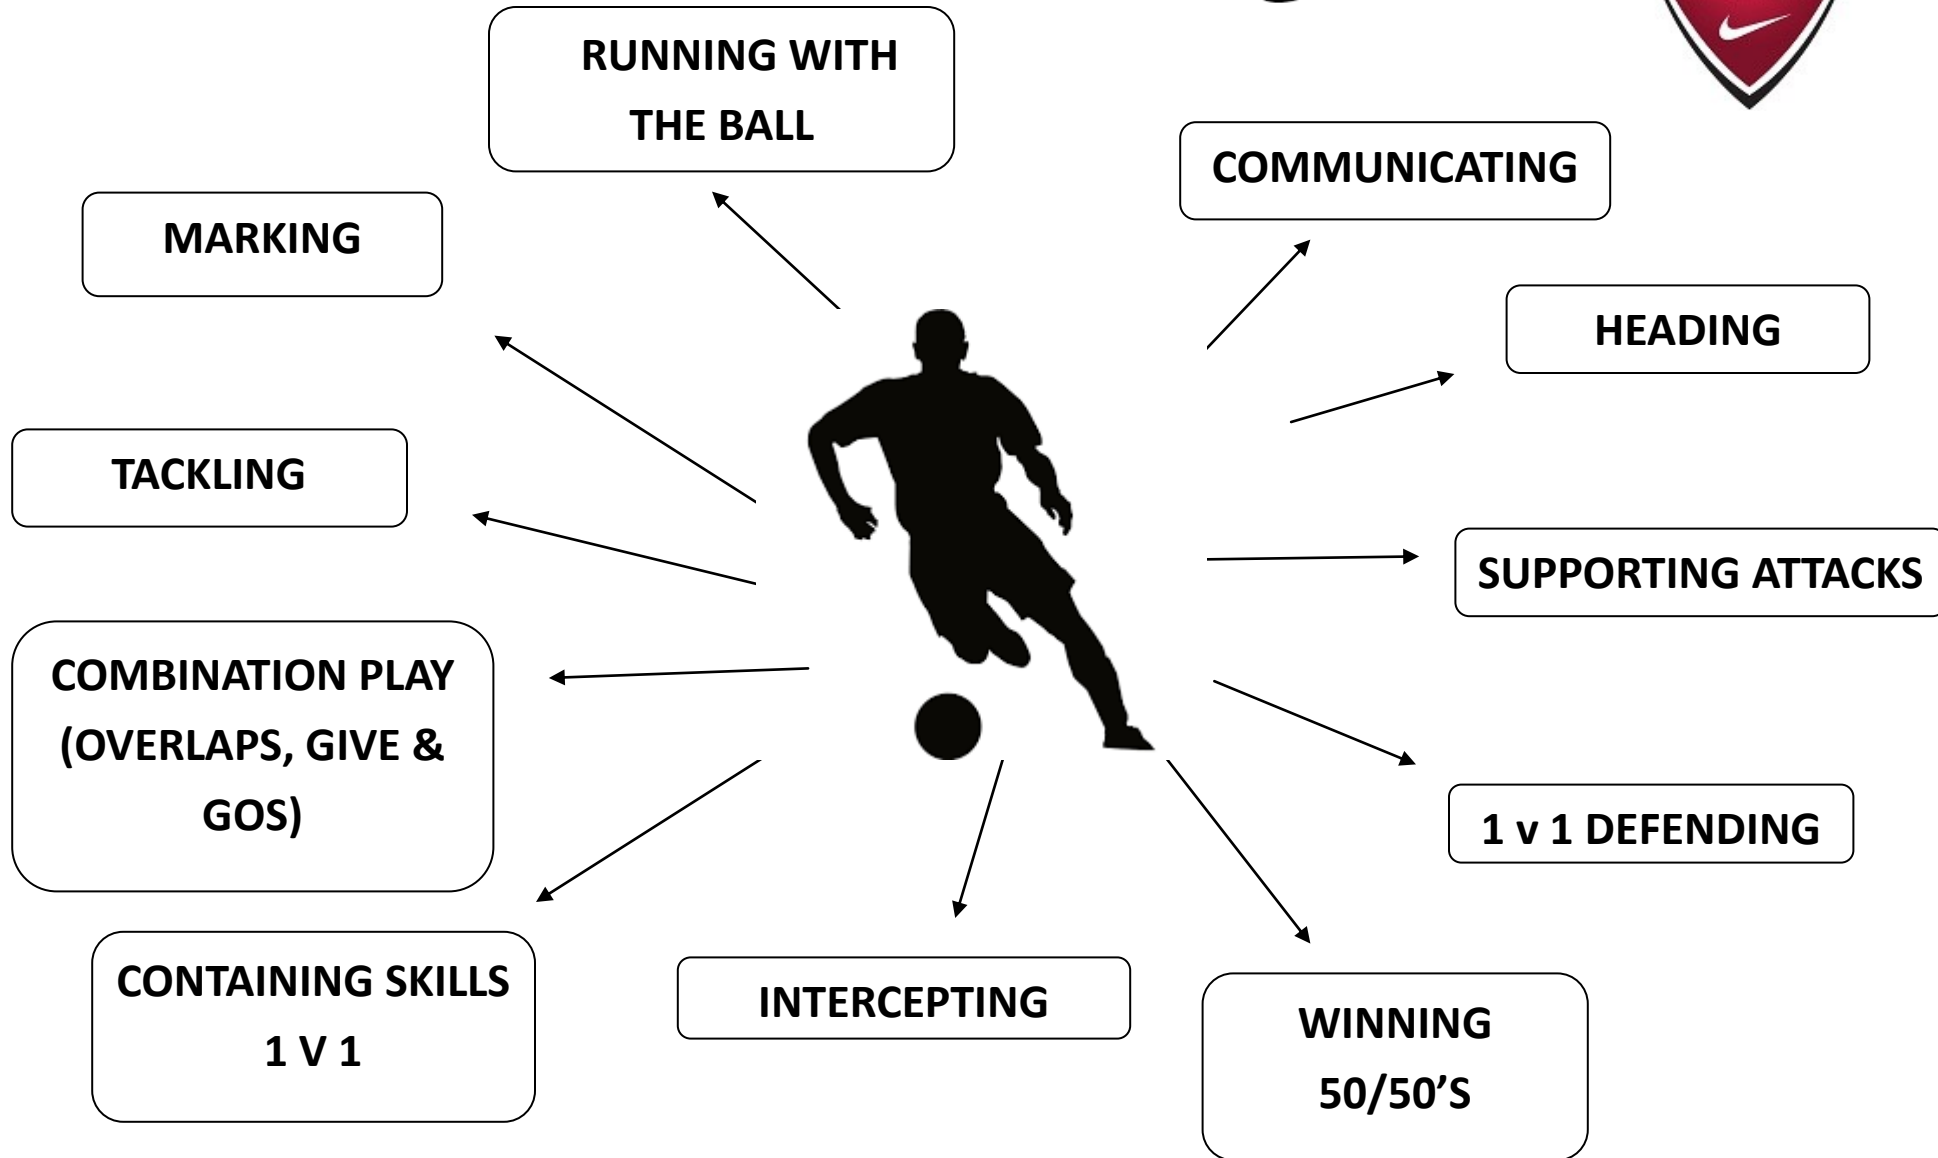 RUNNING WITH
THE BALL
COMMUNICATING
MARKING
HEADING
TACKLING
SUPPORTING ATTACKS
COMBINATION PLAY
(OVERLAPS, GIVE &
GOS)
1 v 1 DEFENDING
CONTAINING SKILLS
1 V 1
INTERCEPTING
WINNING
50/50’S